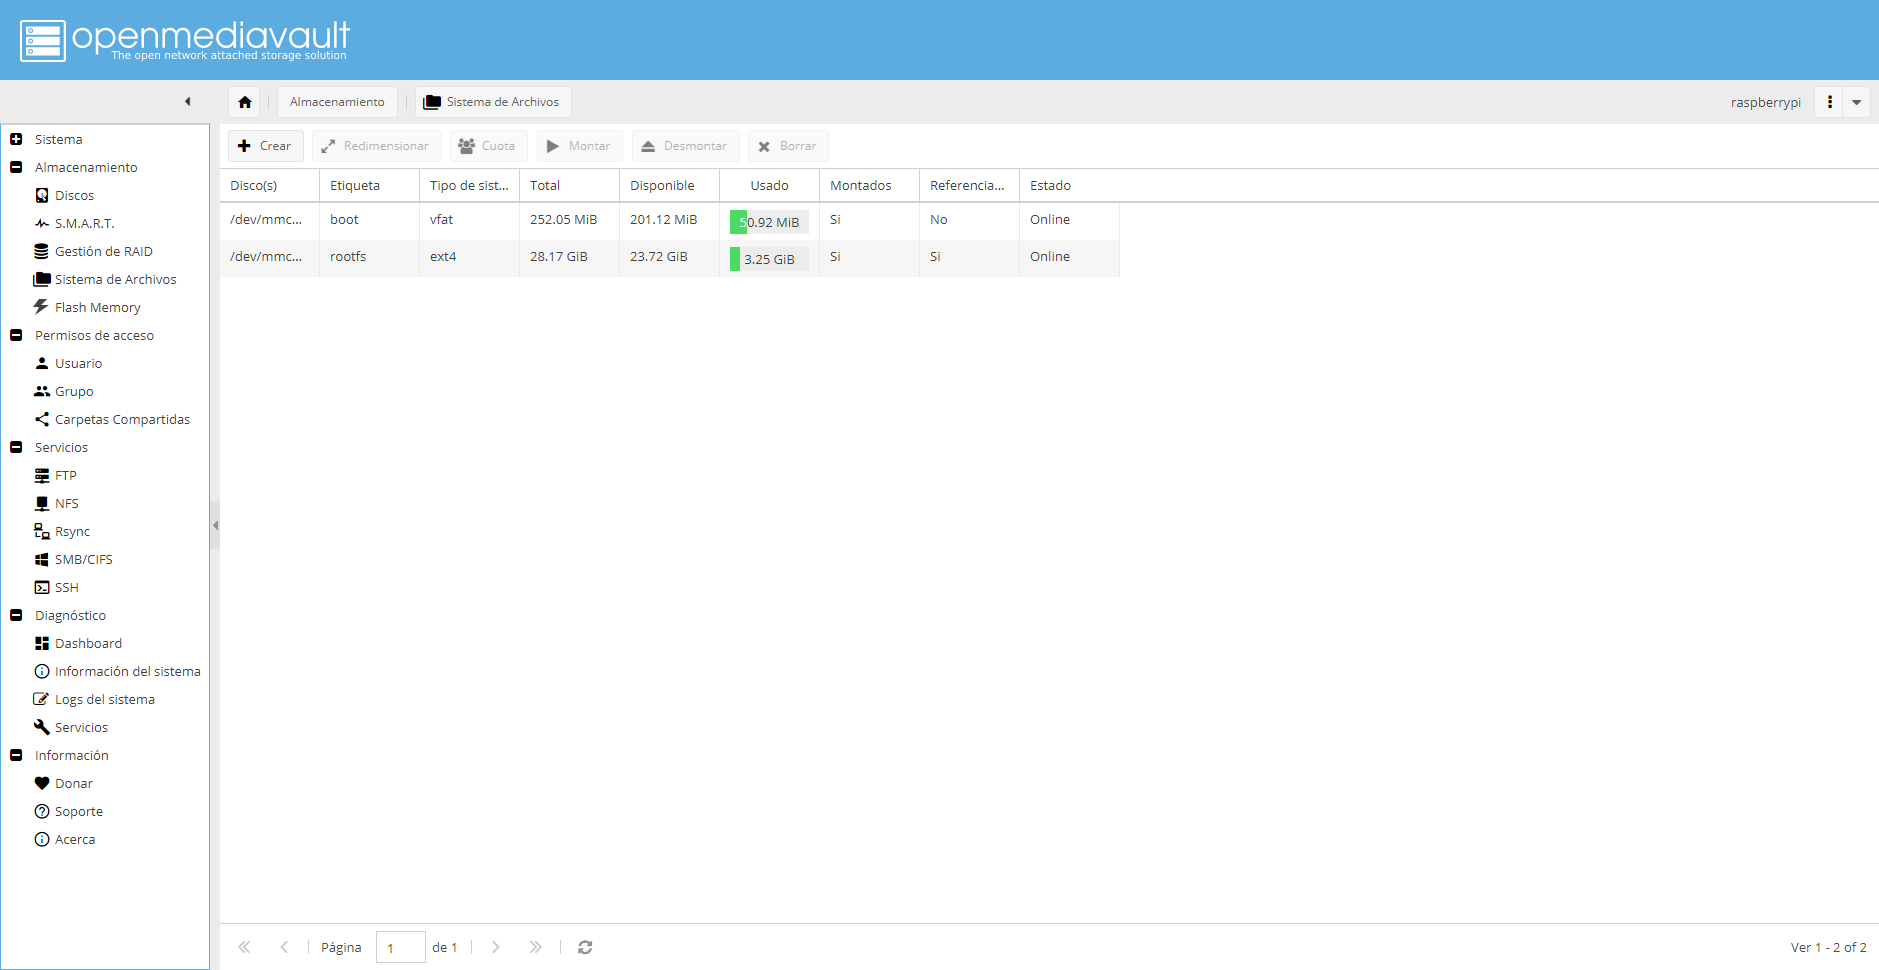 openmediavault
The open network attached storage solution
Almacenamiento
Sistema de Archivos
raspberrypi
Sistema
Almacenamiento
Discos
S.M.A.R.T.
Gestión de RAID
Sistema de Archivos
Flash Memory
Permisos de acceso
Usuario
Grupo
Carpetas Compartidas
Servicios
FTP
NFS
Rsync
SMB/CIFS
SSH
Diagnóstico
Dashboard
Información del sistema
Logs del sistema
Servicios
Información
Donar
Soporte
Acerca
Crear Redimensionar Cuota Montar Desmontar Borrar
Disco(s) Etiqueta Tipo de sist... Total Disponible Usado Montados Referencia... Estado
/dev/mmc... boot vfat 252.05 MiB 201.12 MiB 50.92 MiB Si No Online
/dev/mmc... rootfs ext4 28.17 GiB 23.72 GiB 3.25 GiB Si Si Online
Página 1 de 1
Ver 1 - 2 of 2